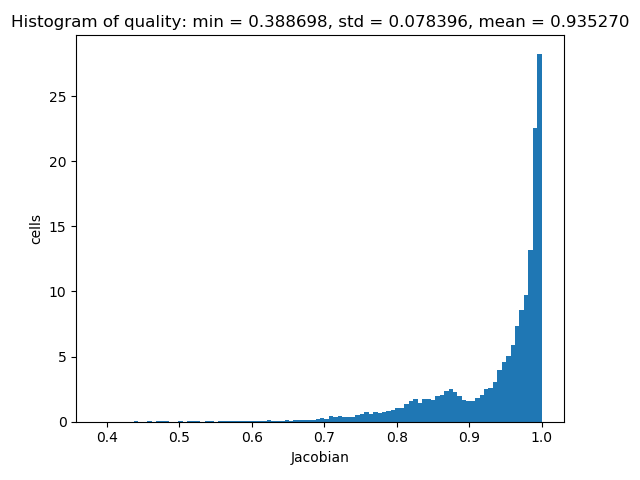 Histogram of quality: min = 0.388698, std = 0.078396, mean = 0.935270
25
20
cells
15
10
5
0
0.4 0.5 0.6 0.7 0.8 0.9 1.0
Jacobian